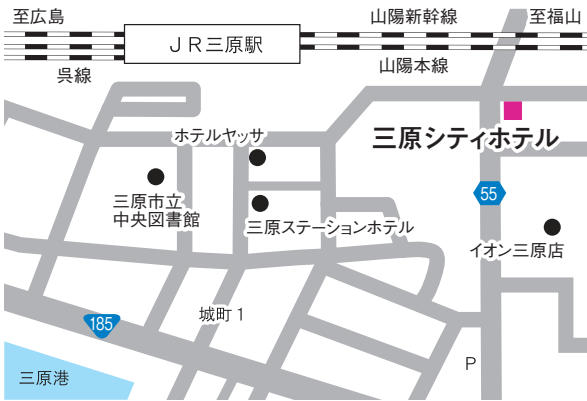 至広島
山陽新幹線
至福山
JR三原駅
呉線
山陽本線
ホテルヤッサ
三原シティホテル
三原市立
中央図書館
55
三原ステーションホテル
イオン三原店
185
城町1
P
三原港